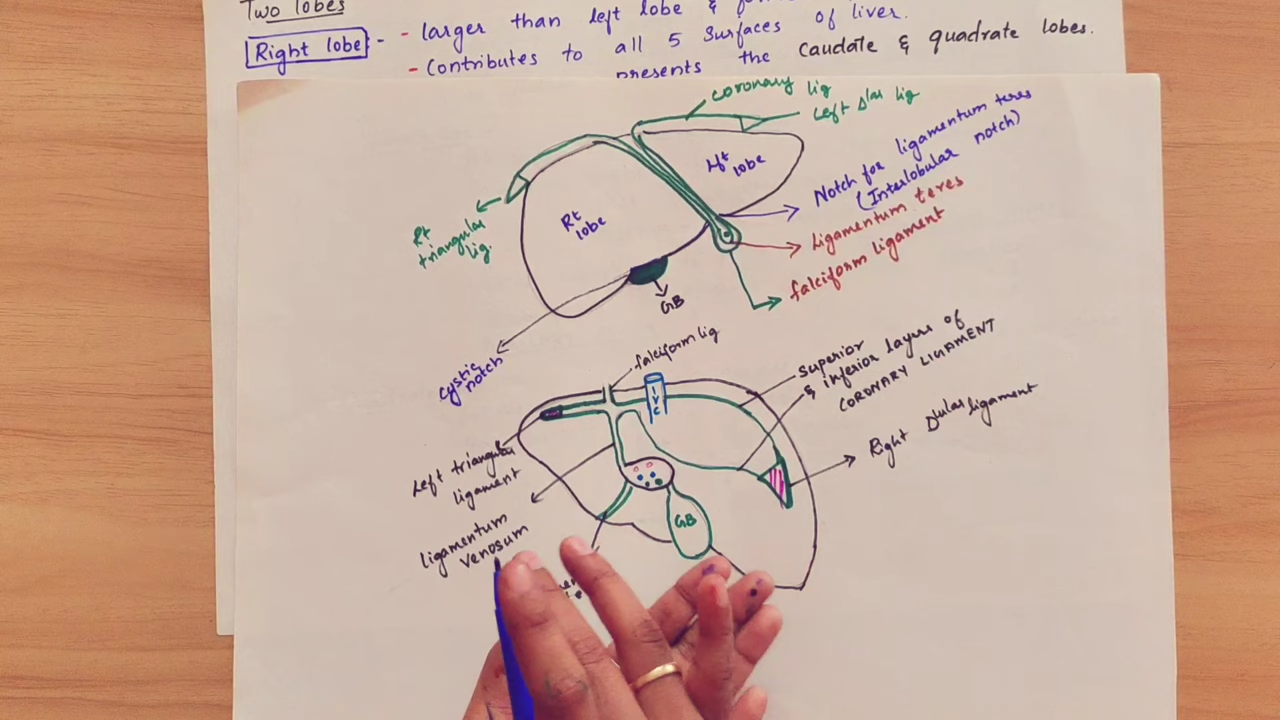 Two lobes
Right lobe - - larger than left lobe &
- Contributes to all 5 surfaces of liver.
presents the caudate & quadrate lobes.
coronary lig
Left Δlar lig
Lft
lobe
Notch for ligamentum teres
(Interlobular notch)
Rt
lobe
Rt
triangular
lig.
Ligamentum teres
falciform ligament
GB
cystic
notch
falciform lig
superior
& inferior layers of
CORONARY LIGAMENT
IVC
Right Δular ligament
Left triangular
ligament
GB
ligamentum
venosum